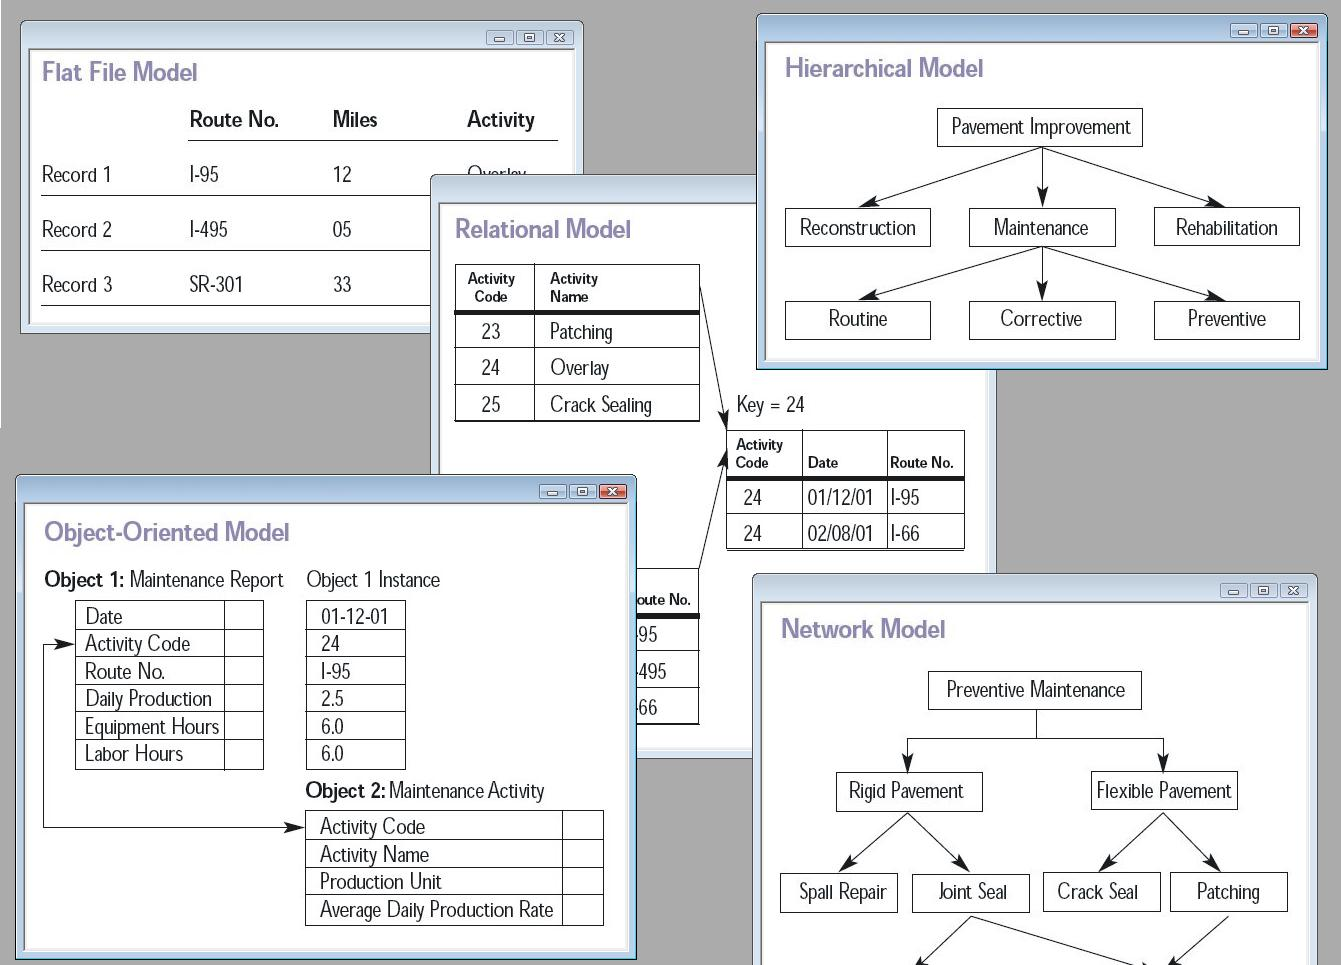 Flat File Model
Route No. Miles Activity
Record 1 I-95 12 Overlay
Record 2 I-495 05
Record 3 SR-301 33
Hierarchical Model
Pavement Improvement
Reconstruction Maintenance Rehabilitation
Routine Corrective Preventive
Relational Model
Activity Code Activity Name
23 Patching
24 Overlay
25 Crack Sealing
Key = 24
Activity Code Date Route No.
24 01/12/01 I-95
24 02/08/01 I-66
oute No.
-95
-495
-66
Object-Oriented Model
Object 1: Maintenance Report Object 1 Instance
Date 01-12-01
Activity Code 24
Route No. I-95
Daily Production 2.5
Equipment Hours 6.0
Labor Hours 6.0
Object 2: Maintenance Activity
Activity Code
Activity Name
Production Unit
Average Daily Production Rate
Network Model
Preventive Maintenance
Rigid Pavement Flexible Pavement
Spall Repair Joint Seal Crack Seal Patching